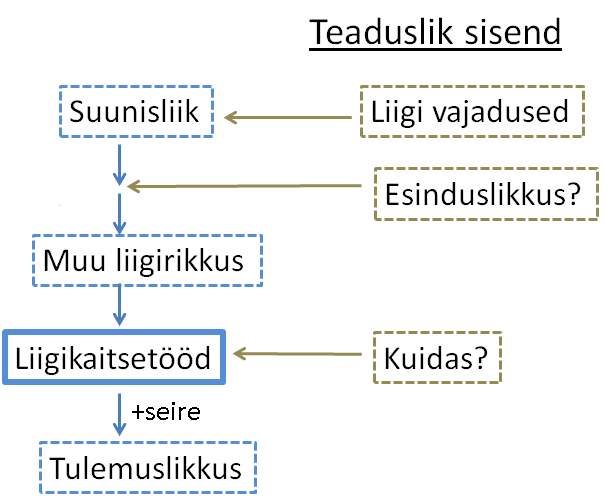 Teaduslik sisend
Suunisliik
Liigi vajadused
Esinduslikkus?
Muu liigirikkus
Liigikaitsetööd
Kuidas?
+seire
Tulemuslikkus